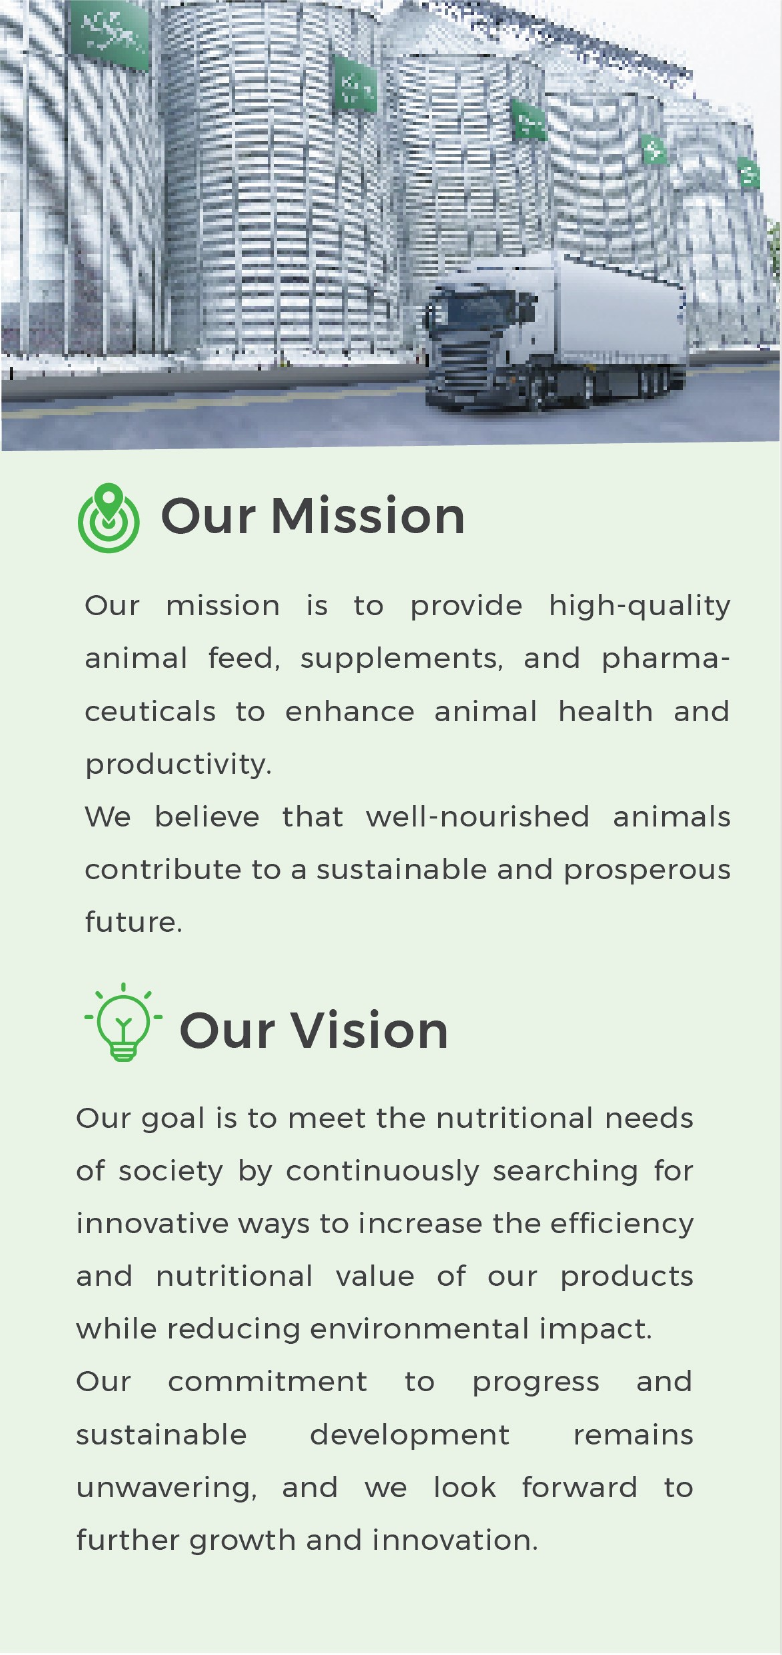 Our Mission
Our mission is to provide high-quality
animal feed, supplements, and pharma-
ceuticals to enhance animal health and
productivity.
We believe that well-nourished animals
contribute to a sustainable and prosperous
future.
Our Vision
Our goal is to meet the nutritional needs
of society by continuously searching for
innovative ways to increase the efficiency
and nutritional value of our products
while reducing environmental impact.
Our commitment to progress and
sustainable development remains
unwavering, and we look forward to
further growth and innovation.